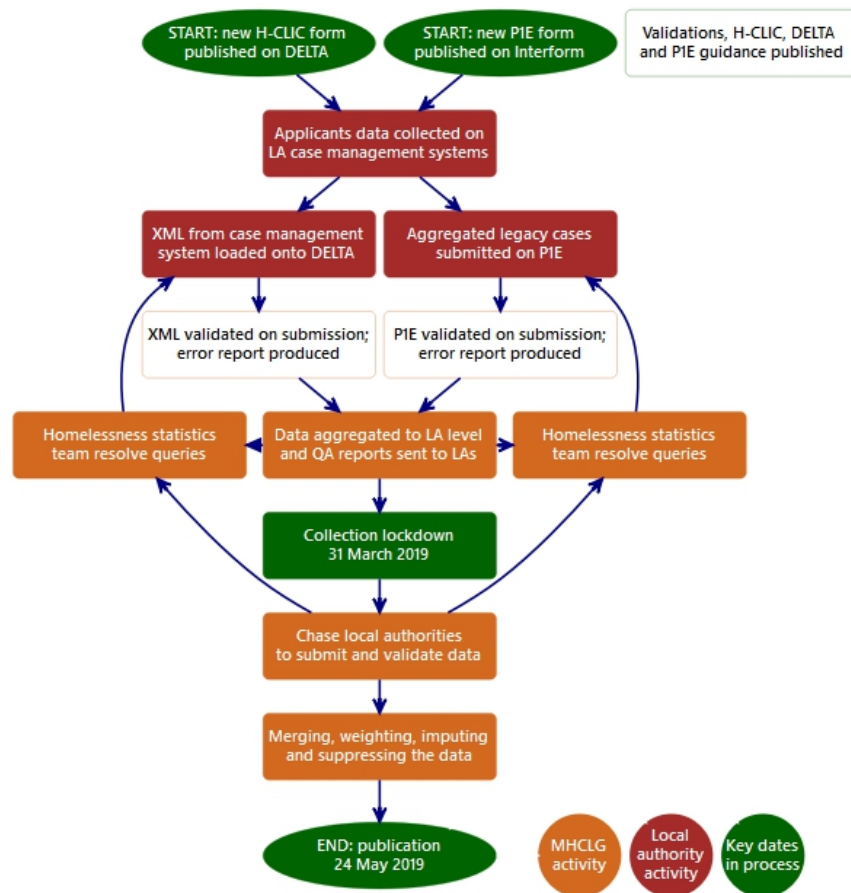 START: new H-CLIC form
published on DELTA
START: new P1E form
published on Interform
Validations, H-CLIC, DELTA
and P1E guidance published
Applicants data collected on
LA case management systems
XML from case management
system loaded onto DELTA
Aggregated legacy cases
submitted on P1E
XML validated on submission;
error report produced
P1E validated on submission;
error report produced
Homelessness statistics
team resolve queries
Data aggregated to LA level
and QA reports sent to LAs
Homelessness statistics
team resolve queries
Collection lockdown
31 March 2019
Chase local authorities
to submit and validate data
Merging, weighting, imputing
and suppressing the data
END: publication
24 May 2019
MHCLG
activity
Local
authority
activity
Key dates
in process